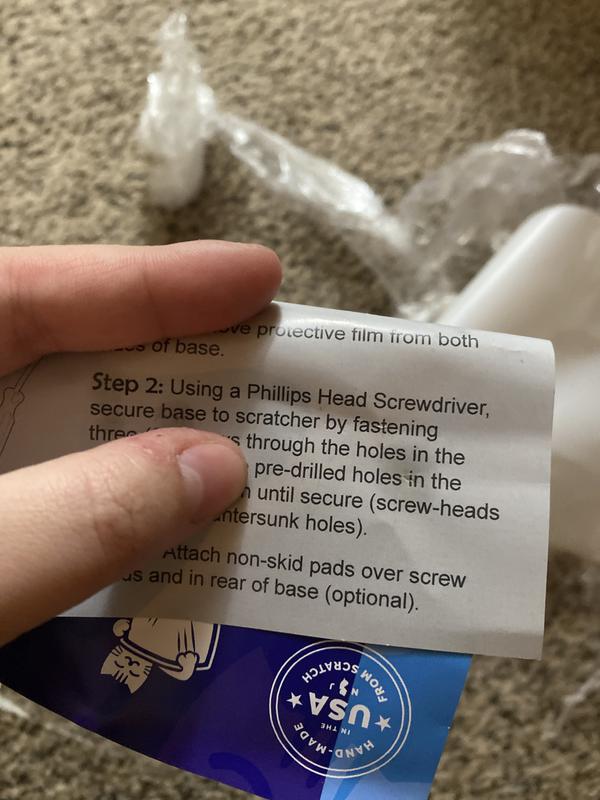 protective film from both
of base.
Step 2: Using a Phillips Head Screwdriver,
secure base to scratcher by fastening
through the holes in the
pre-drilled holes in the
until secure (screw-heads
holes).
Attach non-skid pads over screw
and in rear of base (optional).
HAND-MADE
IN THE
USA
N J
FROM SCRATCH